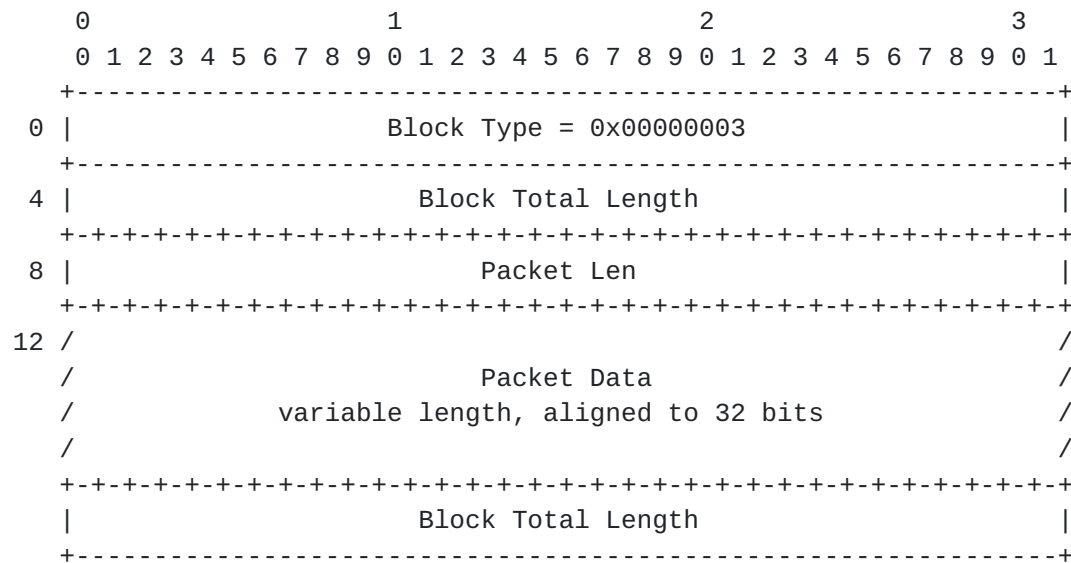 0                   1                   2                   3
    0 1 2 3 4 5 6 7 8 9 0 1 2 3 4 5 6 7 8 9 0 1 2 3 4 5 6 7 8 9 0 1
   +---------------------------------------------------------------+
 0 |                    Block Type = 0x00000003                    |
   +---------------------------------------------------------------+
 4 |                      Block Total Length                       |
   +-+-+-+-+-+-+-+-+-+-+-+-+-+-+-+-+-+-+-+-+-+-+-+-+-+-+-+-+-+-+-+-+
 8 |                          Packet Len                           |
   +-+-+-+-+-+-+-+-+-+-+-+-+-+-+-+-+-+-+-+-+-+-+-+-+-+-+-+-+-+-+-+-+
12 /                                                               /
   /                          Packet Data                          /
   /             variable length, aligned to 32 bits               /
   /                                                               /
   +-+-+-+-+-+-+-+-+-+-+-+-+-+-+-+-+-+-+-+-+-+-+-+-+-+-+-+-+-+-+-+-+
   |                      Block Total Length                       |
   +---------------------------------------------------------------+